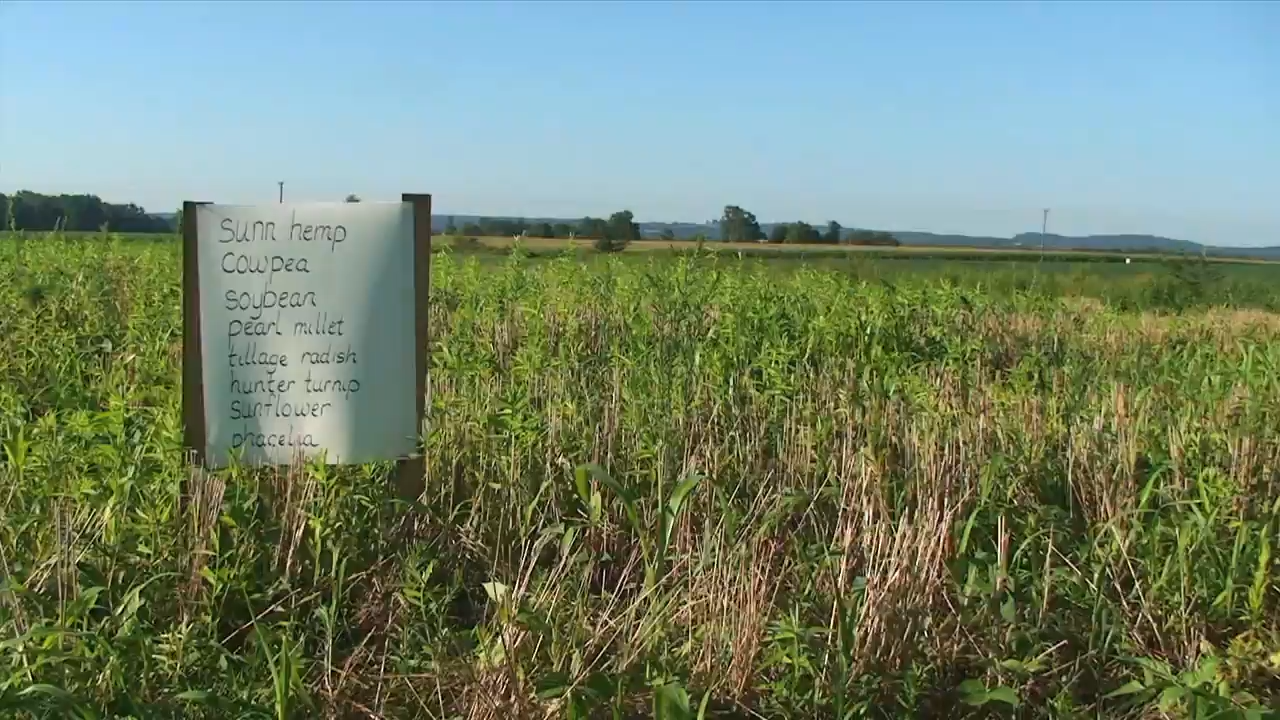 Sunn hemp
Cowpea
soybean
pearl millet
tillage radish
hunter turnip
sunflower
phacelia